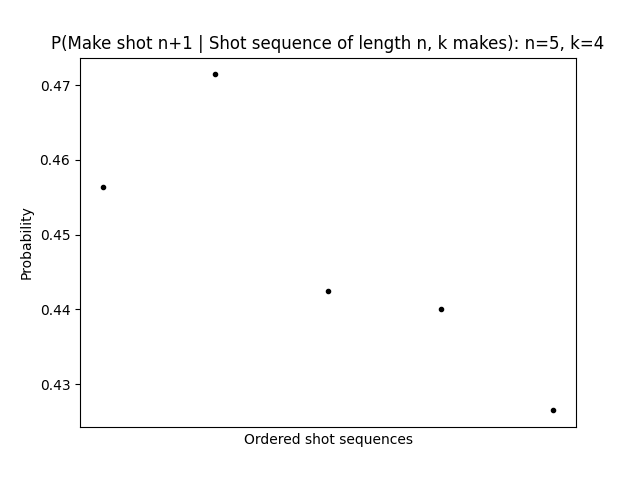 P(Make shot n+1 | Shot sequence of length n, k makes): n=5, k=4
0.47
0.46
0.45
0.44
0.43
Probability
Ordered shot sequences